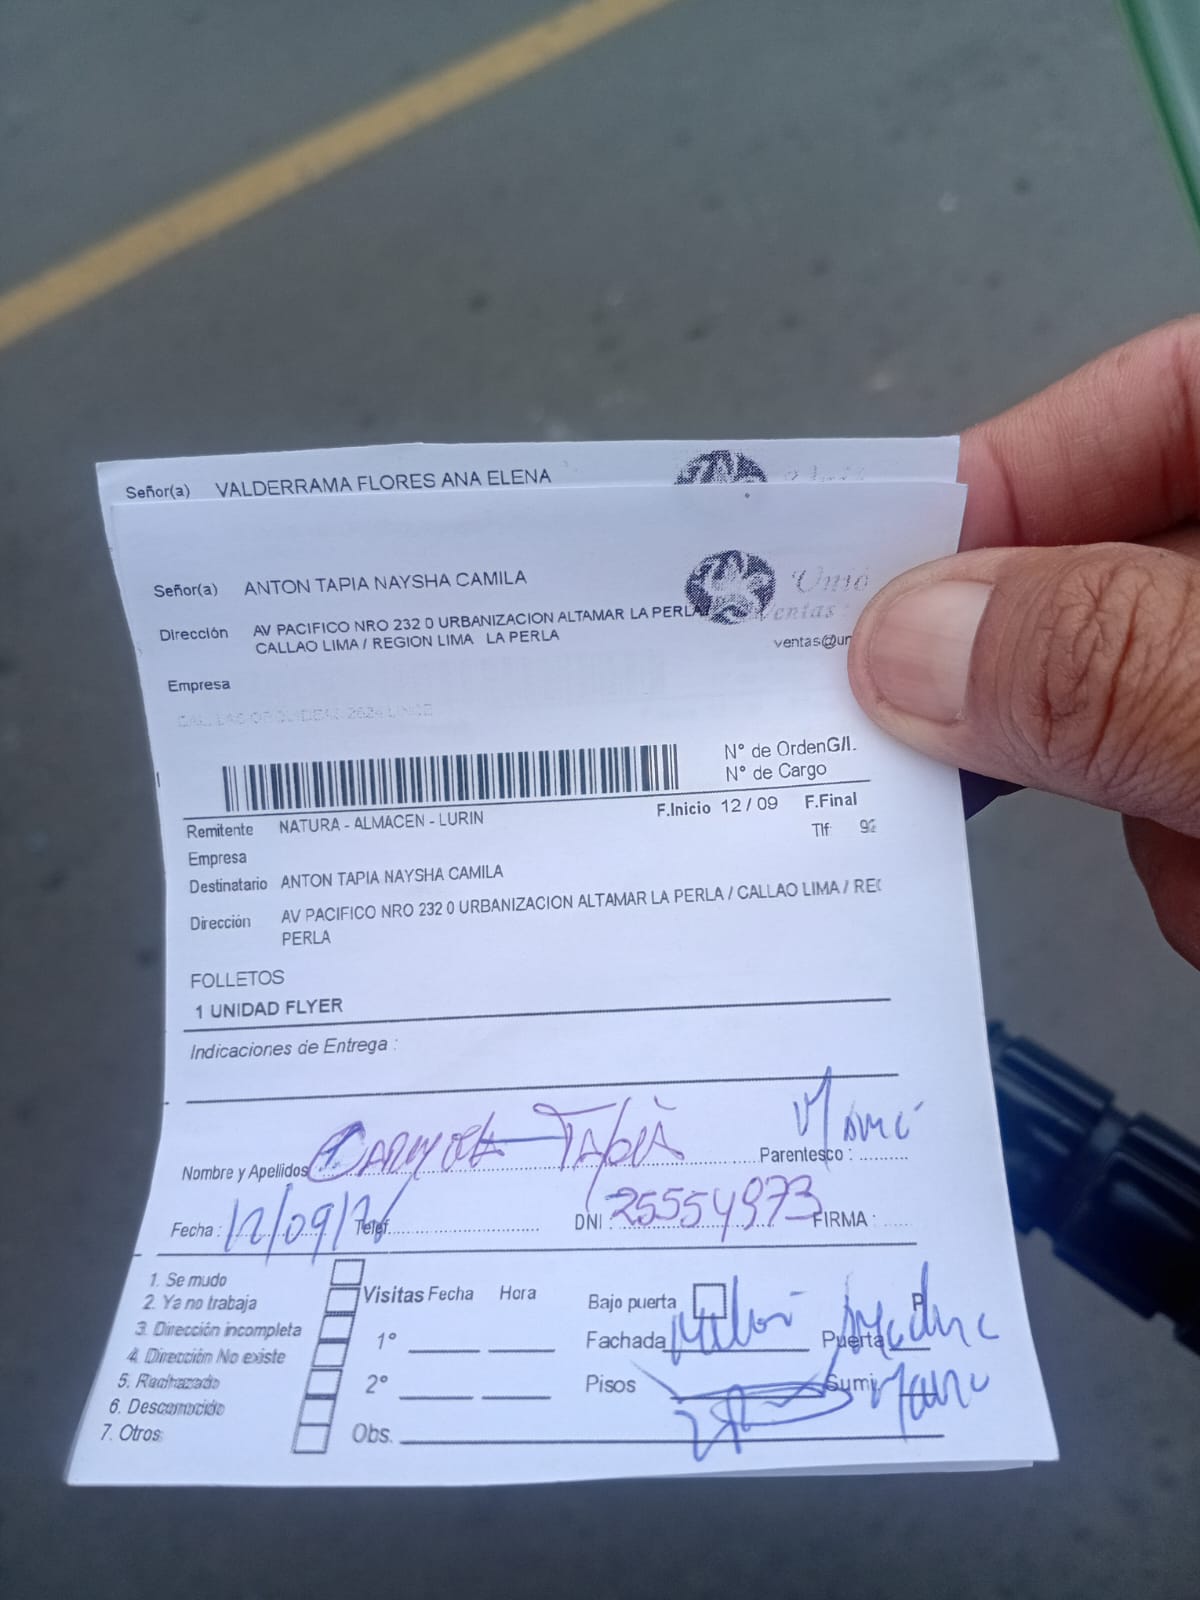 Señor(a) VALDERRAMA FLORES ANA ELENA
Señor(a) ANTON TAPIA NAYSHA CAMILA
Dirección AV PACIFICO NRO 232 0 URBANIZACION ALTAMAR LA PERLA
CALLAO LIMA / REGION LIMA LA PERLA
Ventas
ventas@un
Empresa
N° de OrdenG/I.
N° de Cargo
Remitente NATURA - ALMACEN - LURIN
F.Inicio 12 / 09 F.Final
Empresa
Tlf
Destinatario ANTON TAPIA NAYSHA CAMILA
Dirección AV PACIFICO NRO 232 0 URBANIZACION ALTAMAR LA PERLA / CALLAO LIMA / REG
PERLA
FOLLETOS
1 UNIDAD FLYER
Indicaciones de Entrega :
Nombre y Apellidos TAPIA Parentesco :
Fecha : 12/09/ Telef. DNI : 25554973 FIRMA :
1. Se mudo
2. Ya no trabaja
3. Dirección incompleta
4. Dirección No existe
5. Rechazado
6. Desconocido
7. Otros:
Visitas Fecha Hora
1°
2°
Obs.
Bajo puerta
Fachada Puerta
Pisos Sumi